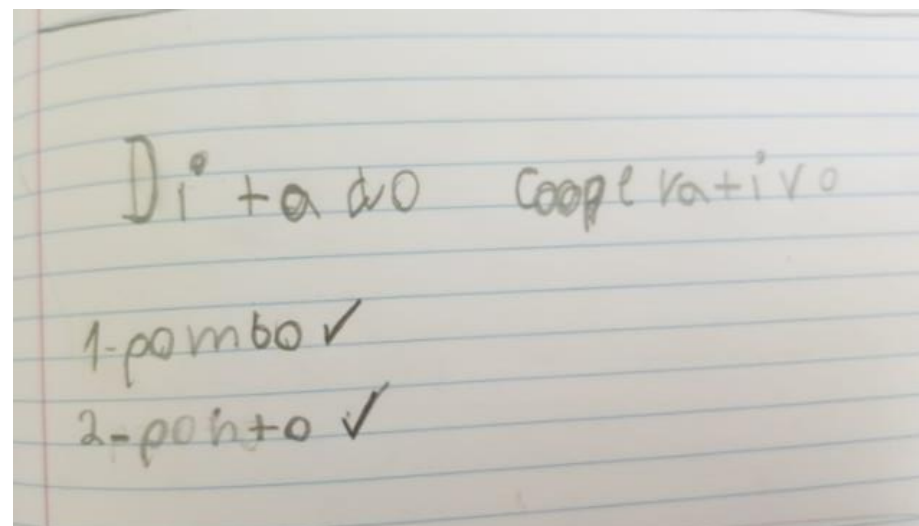 Ditado cooperativo
1-pombo ✓
2-ponto ✓